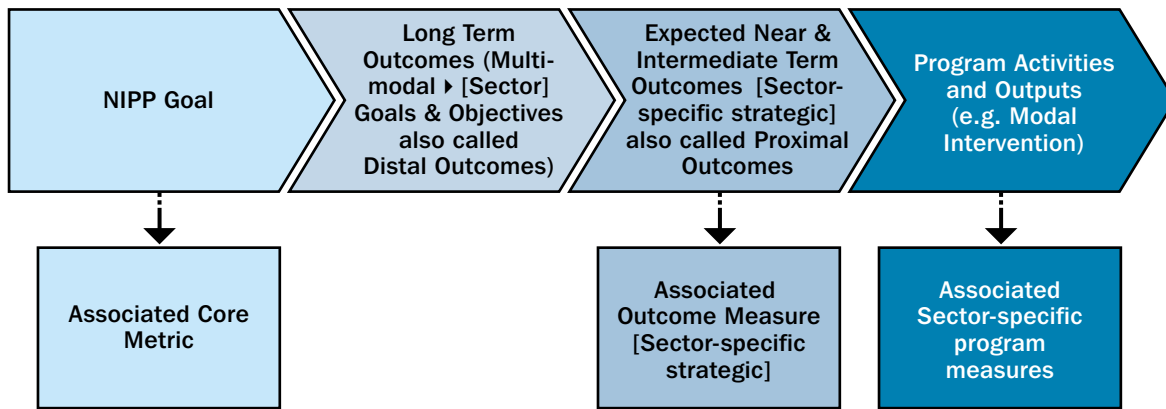 NIPP Goal
Long Term
Outcomes (Multi-
modal ▸ [Sector]
Goals & Objectives
also called
Distal Outcomes)
Expected Near &
Intermediate Term
Outcomes [Sector-
specific strategic]
also called Proximal
Outcomes
Program Activities
and Outputs
(e.g. Modal
Intervention)
Associated Core
Metric
Associated
Outcome Measure
[Sector-specific
strategic]
Associated
Sector-specific
program
measures